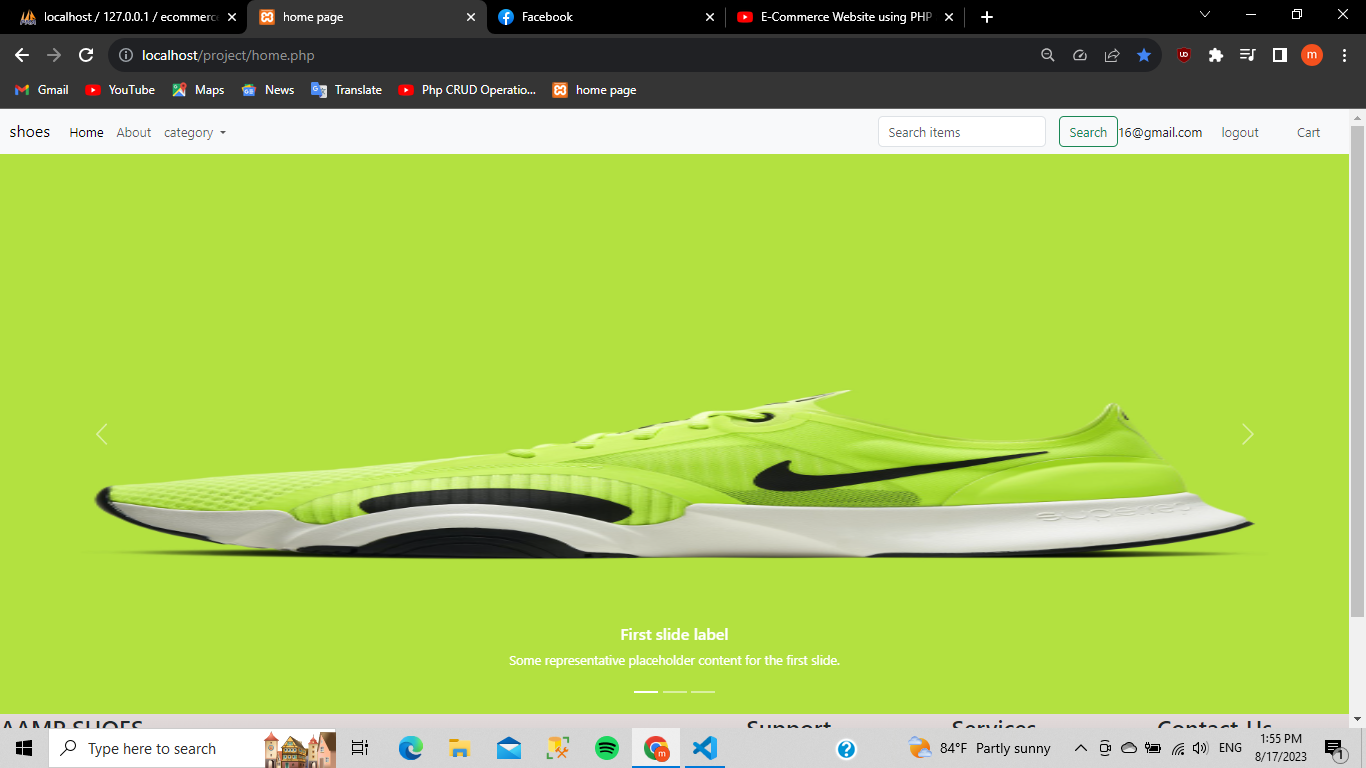 localhost / 127.0.0.1 / ecommerc
home page
Facebook
E-Commerce Website using PHP
localhost/project/home.php
m
Gmail
YouTube
Maps
News
Translate
Php CRUD Operatio...
home page
shoes
Home
About
category
Search items
Search
16@gmail.com
logout
Cart
superrep
First slide label
Some representative placeholder content for the first slide.
AAMP SHOES
Support
Services
Contact Us
Type here to search
84°F Partly sunny
ENG
1:55 PM
8/17/2023
1